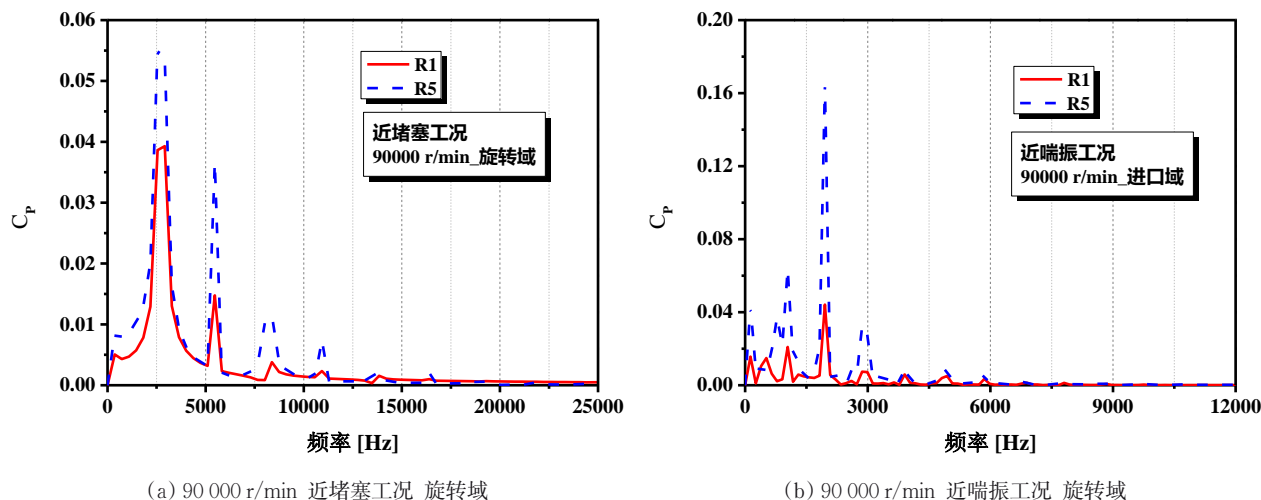 0.06
0.05
0.04
0.03
0.02
0.01
0.00
C_P
R1
R5
近堵塞工况
90000 r/min_旋转域
0 5000 10000 15000 20000 25000
频率 [Hz]
(a) 90 000 r/min 近堵塞工况 旋转域
0.20
0.16
0.12
0.08
0.04
0.00
C_P
R1
R5
近喘振工况
90000 r/min_进口域
0 3000 6000 9000 12000
频率 [Hz]
(b) 90 000 r/min 近喘振工况 旋转域